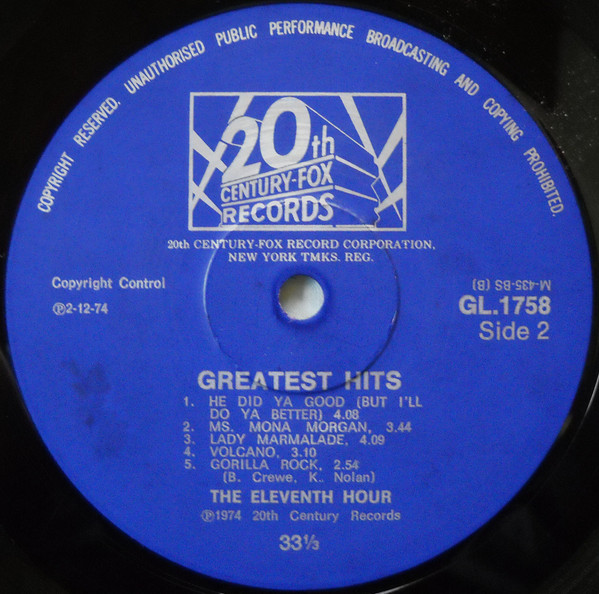 COPYRIGHT RESERVED. UNAUTHORISED PUBLIC PERFORMANCE BROADCASTING AND COPYING PROHIBITED.
20th
CENTURY-FOX
RECORDS
20th CENTURY-FOX RECORD CORPORATION,
NEW YORK TMKS. REG.
Copyright Control
℗2-12-74
M-435-BS (B)
GL.1758
Side 2
GREATEST HITS
1. HE DID YA GOOD (BUT I'LL
DO YA BETTER) 4.08
2. MS. MONA MORGAN, 3.44
3. LADY MARMALADE, 4.09
4. VOLCANO. 3.10
5. GORILLA ROCK, 2.54
(B. Crewe, K. Nolan)
THE ELEVENTH HOUR
℗1974 20th Century Records
33⅓